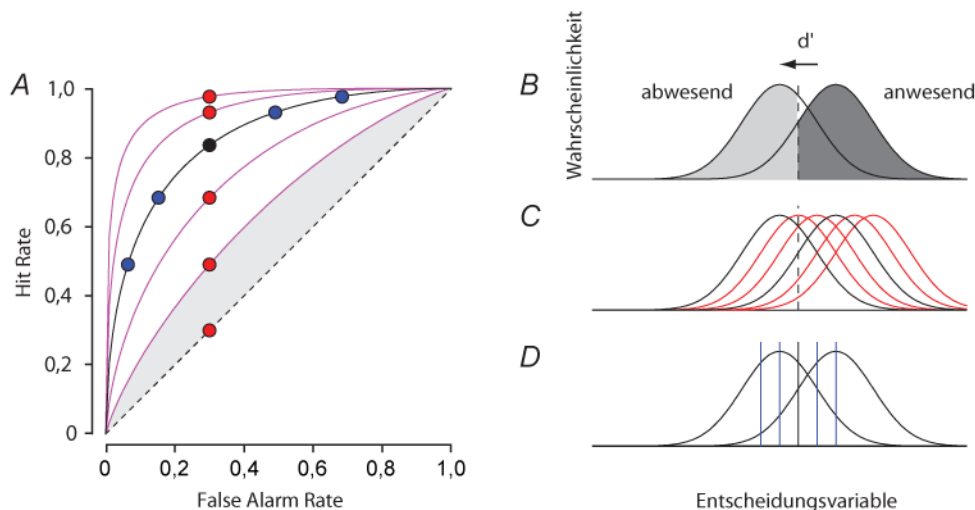 A
1,0
0,8
0,6
0,4
0,2
0
Hit Rate
0 0,2 0,4 0,6 0,8 1,0
False Alarm Rate
B
Wahrscheinlichkeit
d'
abwesend anwesend
C
D
Entscheidungsvariable